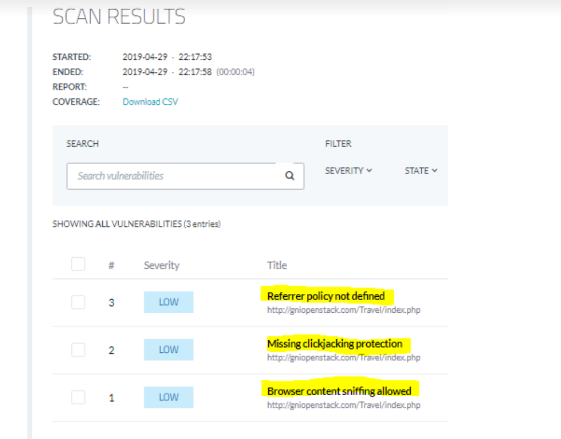 SCAN RESULTS
STARTED: 2019-04-29 - 22:17:53
ENDED: 2019-04-29 - 22:17:58 (00:00:04)
REPORT: --
COVERAGE: Download CSV
SEARCH FILTER
Search vulnerabilities SEVERITY STATE
SHOWING ALL VULNERABILITIES (3 entries)
# Severity Title
3 LOW Referrer policy not defined
http://gniopenstack.com/Travel/index.php
2 LOW Missing clickjacking protection
http://gniopenstack.com/Travel/index.php
1 LOW Browser content sniffing allowed
http://gniopenstack.com/Travel/index.php